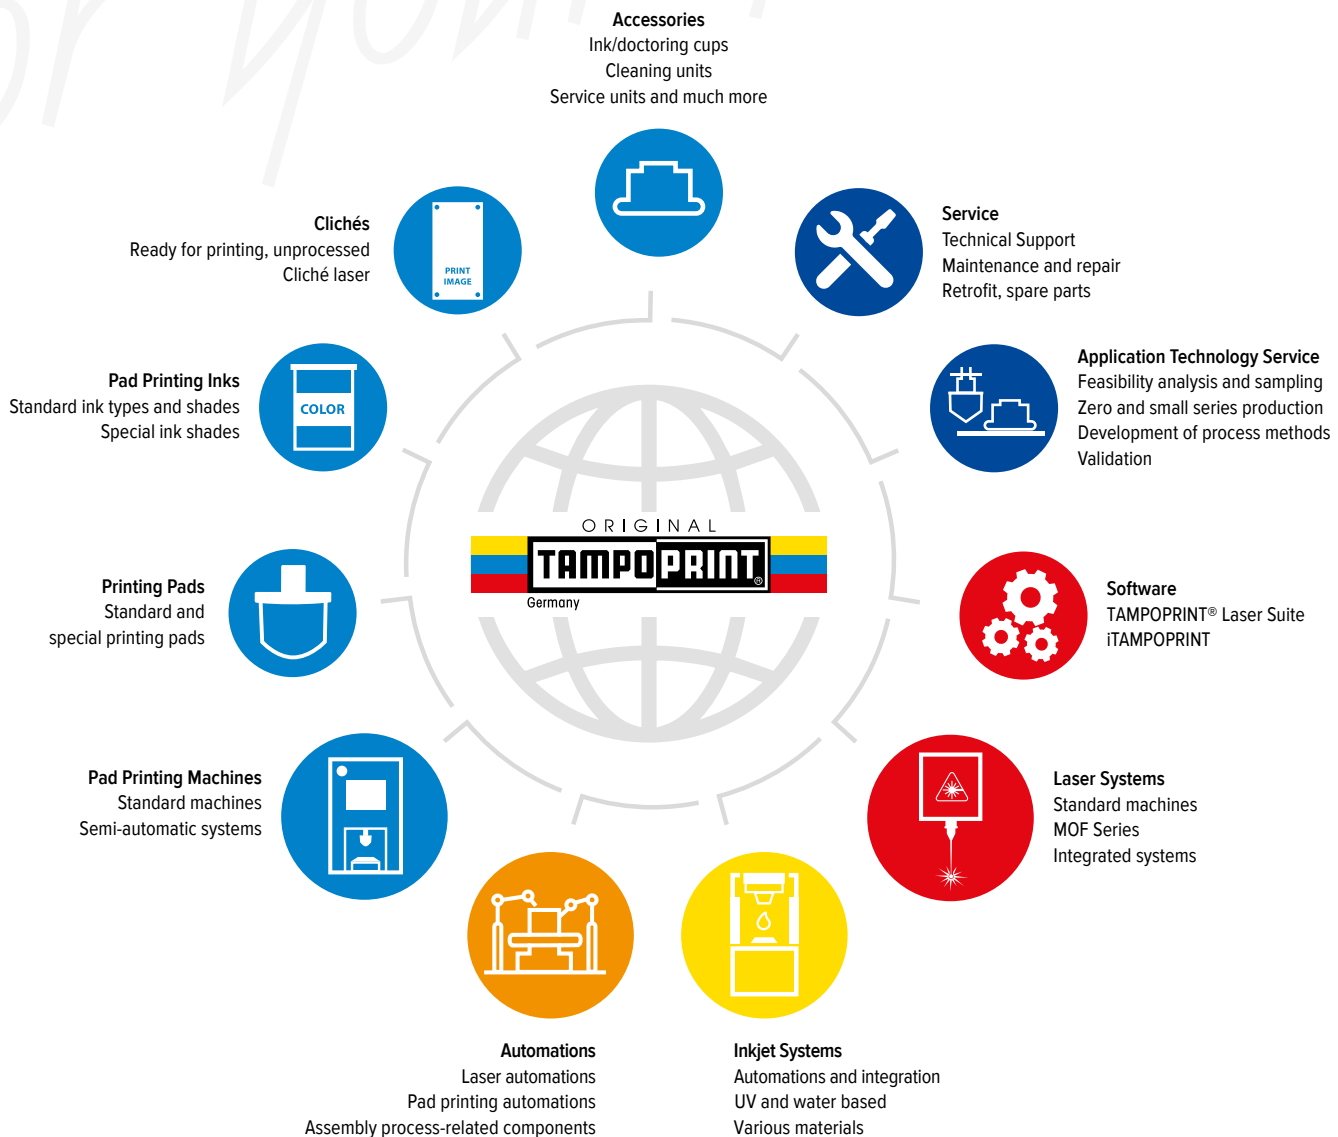 or your
Accessories
Ink/doctoring cups
Cleaning units
Service units and much more
Clichés
Ready for printing, unprocessed
Cliché laser
PRINT
IMAGE
Service
Technical Support
Maintenance and repair
Retrofit, spare parts
Pad Printing Inks
Standard ink types and shades
Special ink shades
COLOR
Application Technology Service
Feasibility analysis and sampling
Zero and small series production
Development of process methods
Validation
ORIGINAL
TAMPOPRINT®
Germany
Printing Pads
Standard and
special printing pads
Software
TAMPOPRINT® Laser Suite
iTAMPOPRINT
Pad Printing Machines
Standard machines
Semi-automatic systems
Laser Systems
Standard machines
MOF Series
Integrated systems
Automations
Laser automations
Pad printing automations
Assembly process-related components
Inkjet Systems
Automations and integration
UV and water based
Various materials